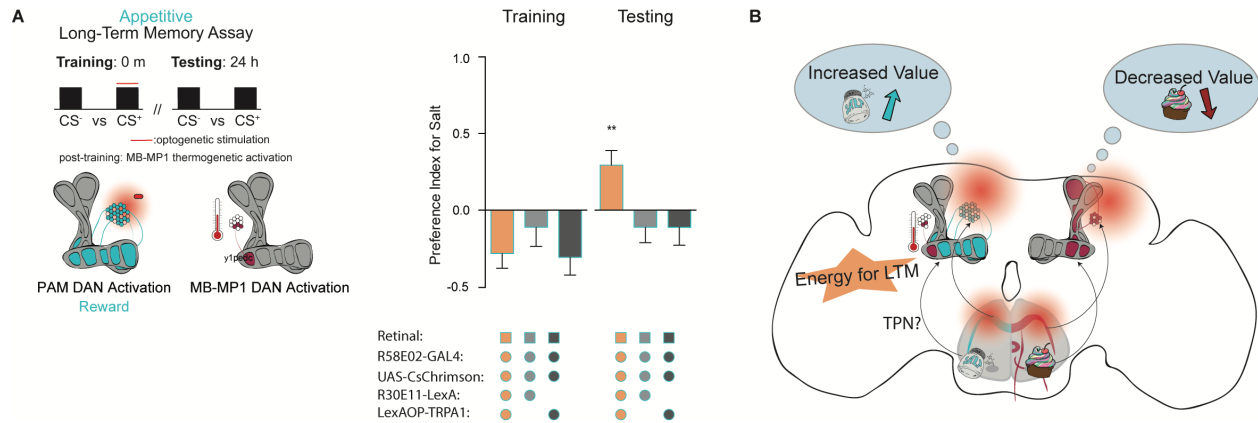 A
Appetitive
Long-Term Memory Assay
Training: 0 m Testing: 24 h
CS- vs CS+ // CS- vs CS+
:optogenetic stimulation
post-training: MB-MP1 thermogenetic activation
γ1pedc
PAM DAN Activation MB-MP1 DAN Activation
Reward
Training Testing
Preference Index for Salt
1.0
0.5
0.0
-0.5
**
Retinal:
R58E02-GAL4:
UAS-CsChrimson:
R30E11-LexA:
LexAOP-TRPA1:
B
Increased Value
Decreased Value
Energy for LTM
TPN?